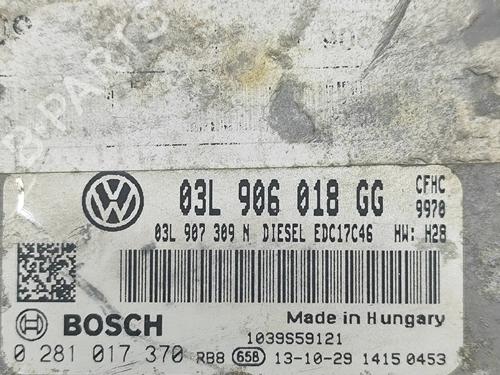 B-PARTS
03L 906 018 GG CFHC
9970
03L 907 309 N DIESEL EDC17C46 HW: H28
Made in Hungary
BOSCH 1039S59121
0 281 017 370 RB8 658 13-10-29 1415 0453